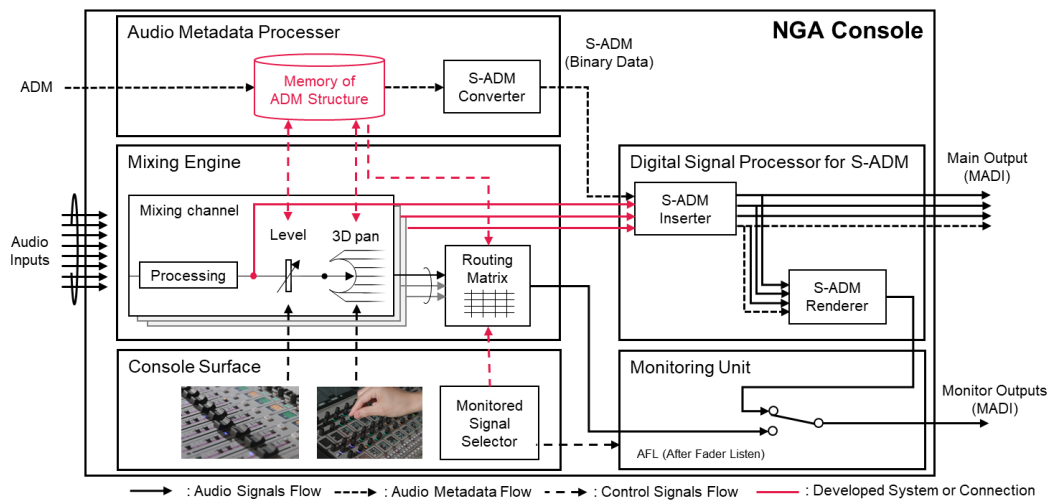 NGA Console
Audio Metadata Processer
S-ADM
(Binary Data)
ADM
Memory of
ADM Structure
S-ADM
Converter
Mixing Engine
Digital Signal Processor for S-ADM
Main Output
(MADI)
Mixing channel
S-ADM
Inserter
Level
3D pan
Audio
Inputs
Processing
Routing
Matrix
S-ADM
Renderer
Console Surface
Monitoring Unit
Monitored
Signal
Selector
Monitor Outputs
(MADI)
AFL (After Fader Listen)
: Audio Signals Flow
: Audio Metadata Flow
: Control Signals Flow
: Developed System or Connection